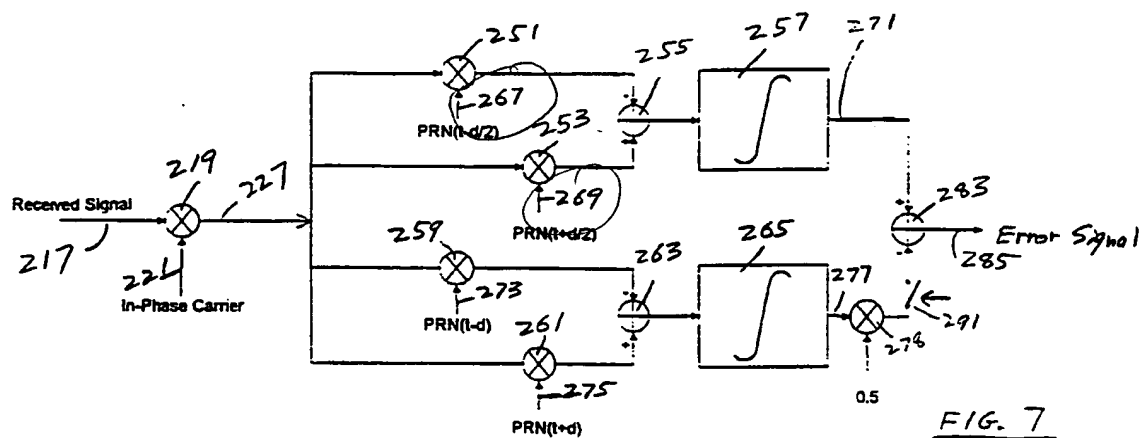 251
257
271
267
255
PRN(t-d/2)
253
219
227
Received Signal
269
PRN(t+d/2)
283
217
259
263
265
Error Signal
285
221
In-Phase Carrier
273
277
PRN(t-d)
261
278
291
275
0.5
PRN(t+d)
FIG. 7